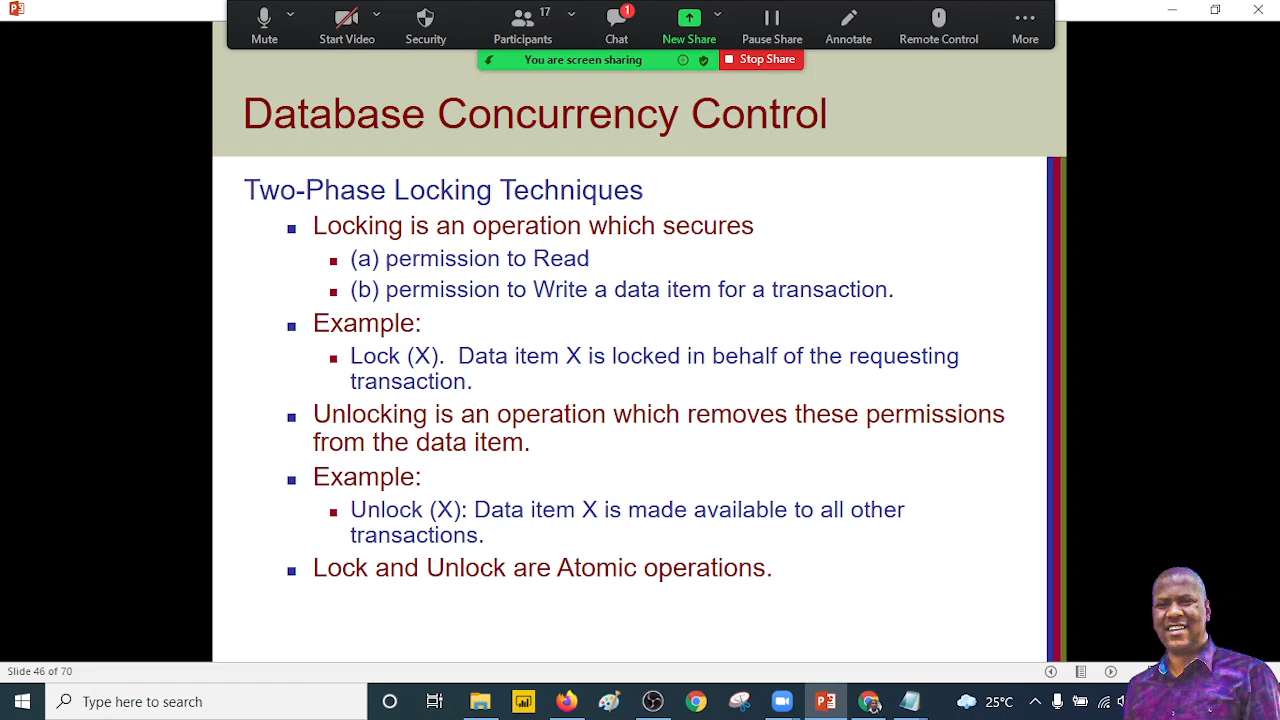 17
1
Mute
Start Video
Security
Participants
Chat
New Share
Pause Share
Annotate
Remote Control
More
You are screen sharing
Stop Share
Database Concurrency Control
Two-Phase Locking Techniques
Locking is an operation which secures
(a) permission to Read
(b) permission to Write a data item for a transaction.
Example:
Lock (X).  Data item X is locked in behalf of the requesting
transaction.
Unlocking is an operation which removes these permissions
from the data item.
Example:
Unlock (X): Data item X is made available to all other
transactions.
Lock and Unlock are Atomic operations.
Slide 46 of 70
Type here to search
25°C